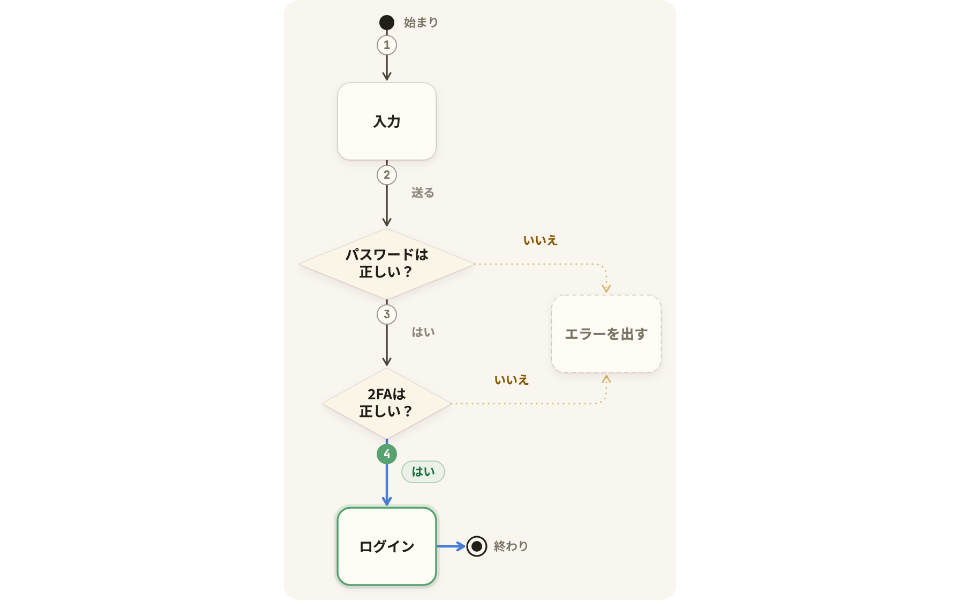 始まり
1
入力
2
送る
いいえ
パスワードは
正しい？
3
はい
エラーを出す
いいえ
2FAは
正しい？
4
はい
ログイン
終わり